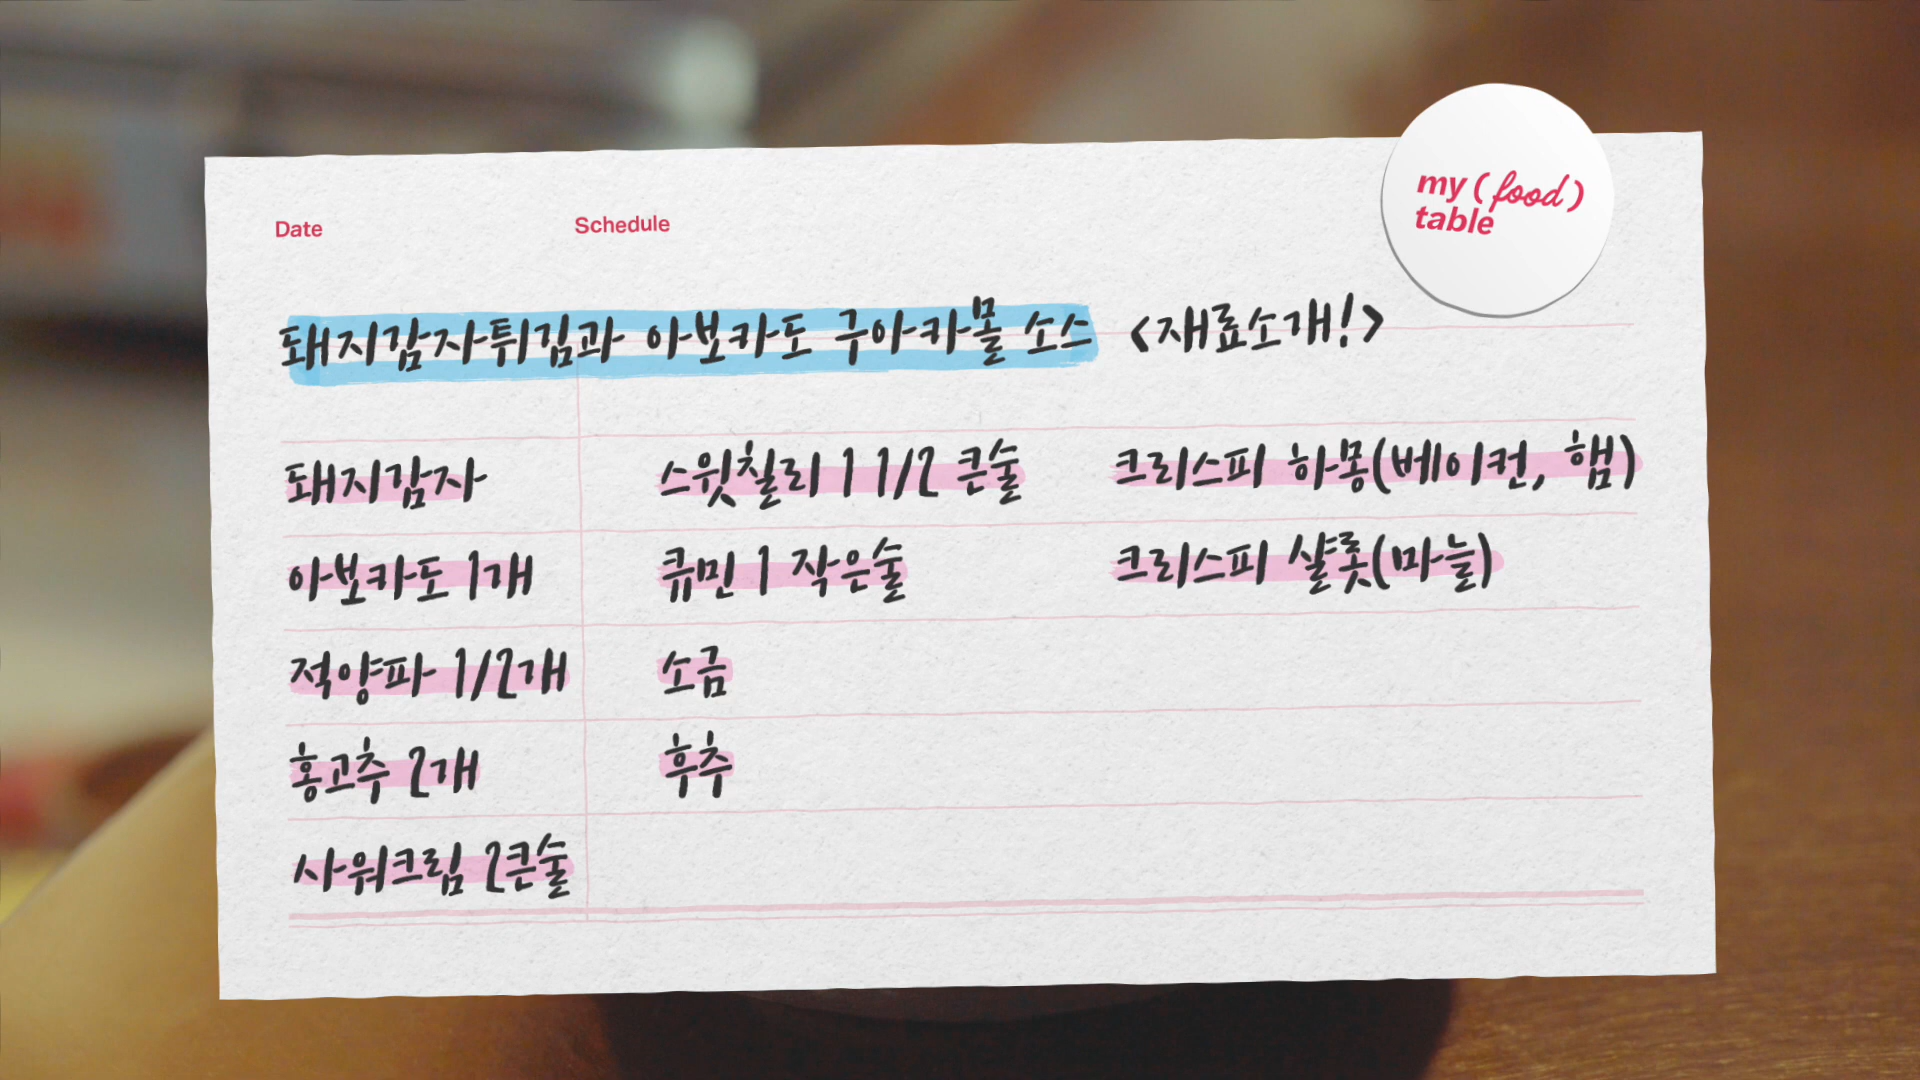 my (food)
table
Date
Schedule
돼지감자튀김과 아보카도 구아카몰 소스 <재료소개!>
돼지감자
아보카도 1개
적양파 1/2개
홍고추 2개
사워크림 2큰술
스윗칠리 1 1/2 큰술
큐민 1 작은술
소금
후추
크리스피 하몽(베이컨, 햄)
크리스피 샬롯(마늘)